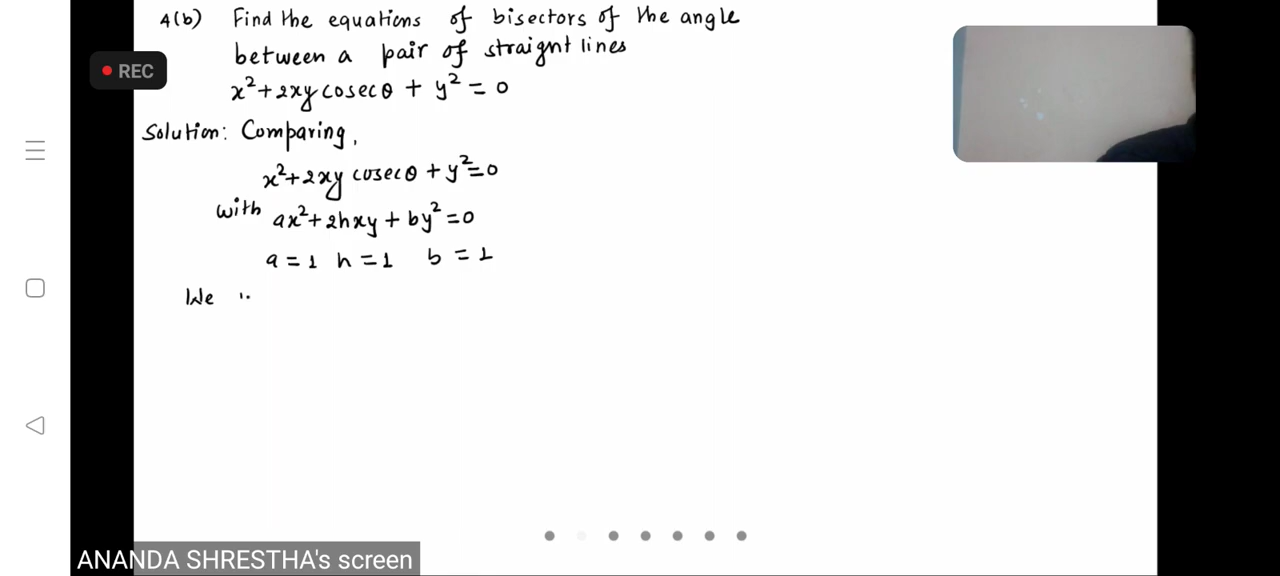 4(b) Find the equations of bisectors of the angle
between a pair of straignt lines
x²+2xy cosecθ + y² = 0
REC
Solution: Comparing,
x²+2xy cosecθ + y²=0
with ax²+2hxy + by² =0
a = 1 h = 1 b = 1
We
ANANDA SHRESTHA's screen